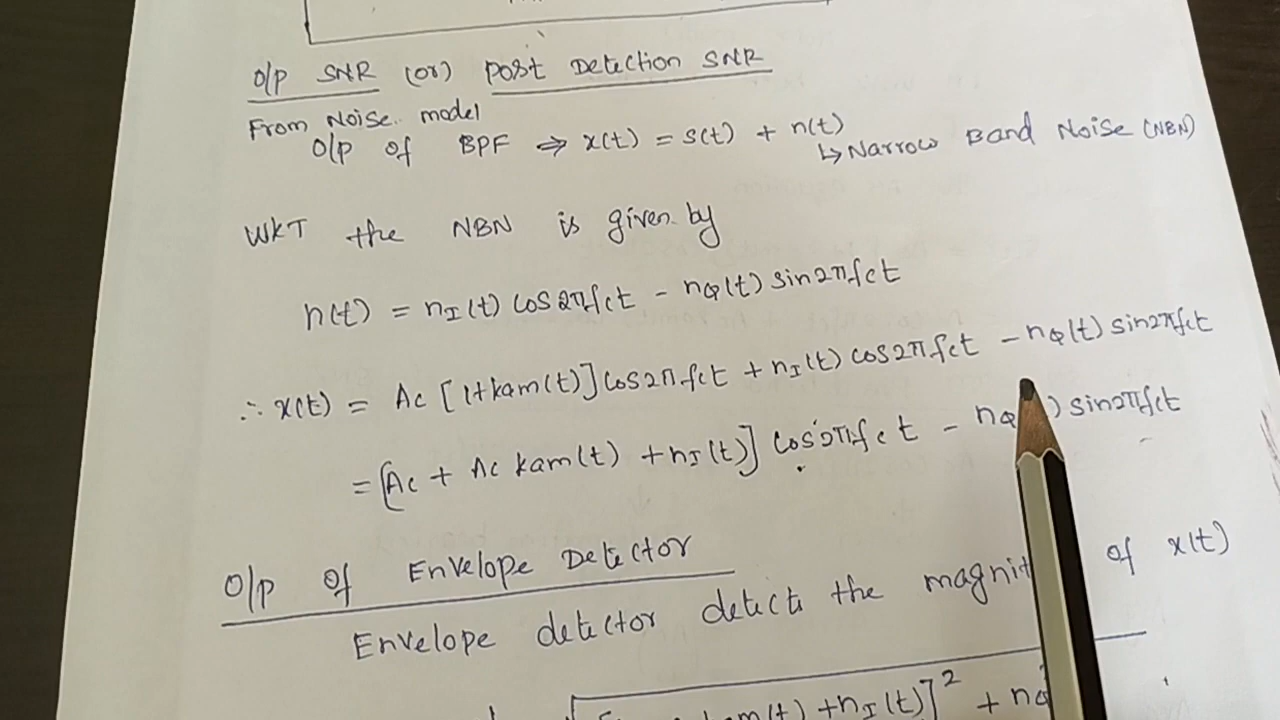 O/p SNR (or) Post Detection SNR
From Noise model
O/p of BPF ⇒ x(t) = s(t) + n(t)
↳ Narrow Band Noise (NBN)
WKT the NBN is given by
n(t) = nI(t) cos2πfct - nQ(t) sin2πfct
∴ x(t) = Ac [1+kam(t)] cos2πfct + nI(t) cos2πfct - nQ(t) sin2πfct
= [Ac + Ac kam(t) + nI(t)] cos2πfct - nQ ) sin2πfct
O/p of Envelope Detector
Envelope detector detects the magnit of x(t)
m(t) + nI(t)]² + nQ